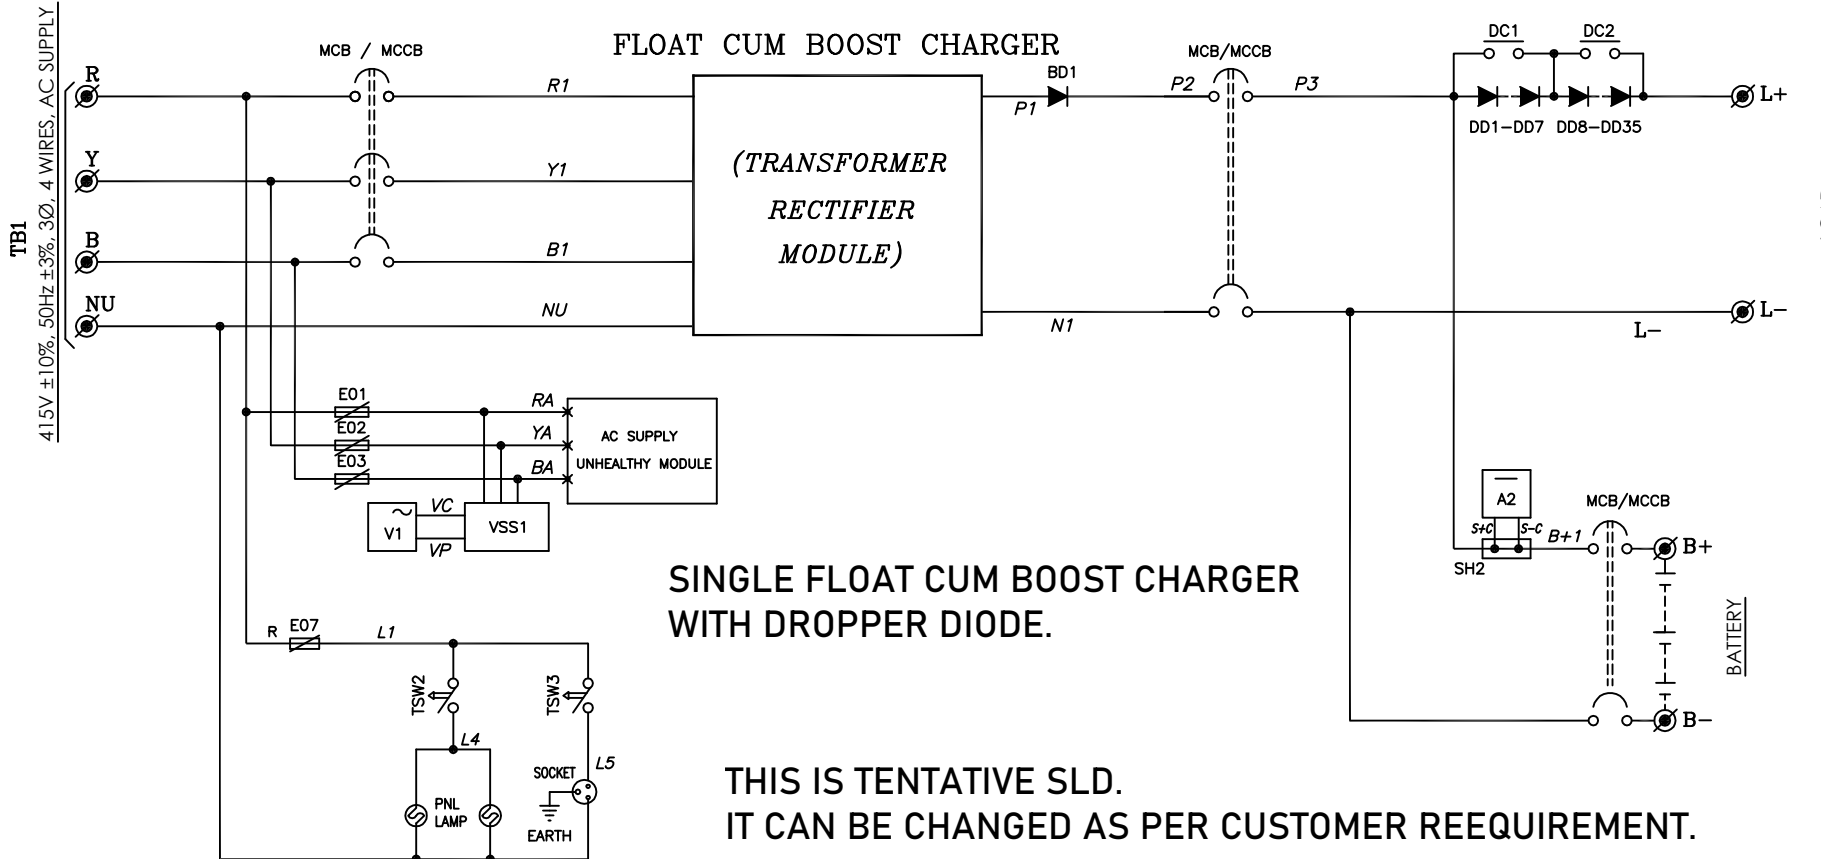 TB1
415V ±10%, 50Hz ±3%, 3Ø, 4 WIRES, AC SUPPLY
R
Y
B
NU
MCB / MCCB
FLOAT CUM BOOST CHARGER
R1
Y1
B1
NU
(TRANSFORMER
RECTIFIER
MODULE)
BD1
P1
P2
MCB/MCCB
P3
N1
DC1
DC2
DD1-DD7
DD8-DD35
L+
L-
L-
E01
RA
E02
YA
E03
BA
AC SUPPLY
UNHEALTHY MODULE
V1
VC
VP
VSS1
A2
S+C
S-C
SH2
B+1
MCB/MCCB
B+
B-
BATTERY
SINGLE FLOAT CUM BOOST CHARGER
WITH DROPPER DIODE.
R
E07
L1
TSW2
TSW3
L4
L5
SOCKET
PNL
LAMP
EARTH
THIS IS TENTATIVE SLD.
IT CAN BE CHANGED AS PER CUSTOMER REEQUIREMENT.